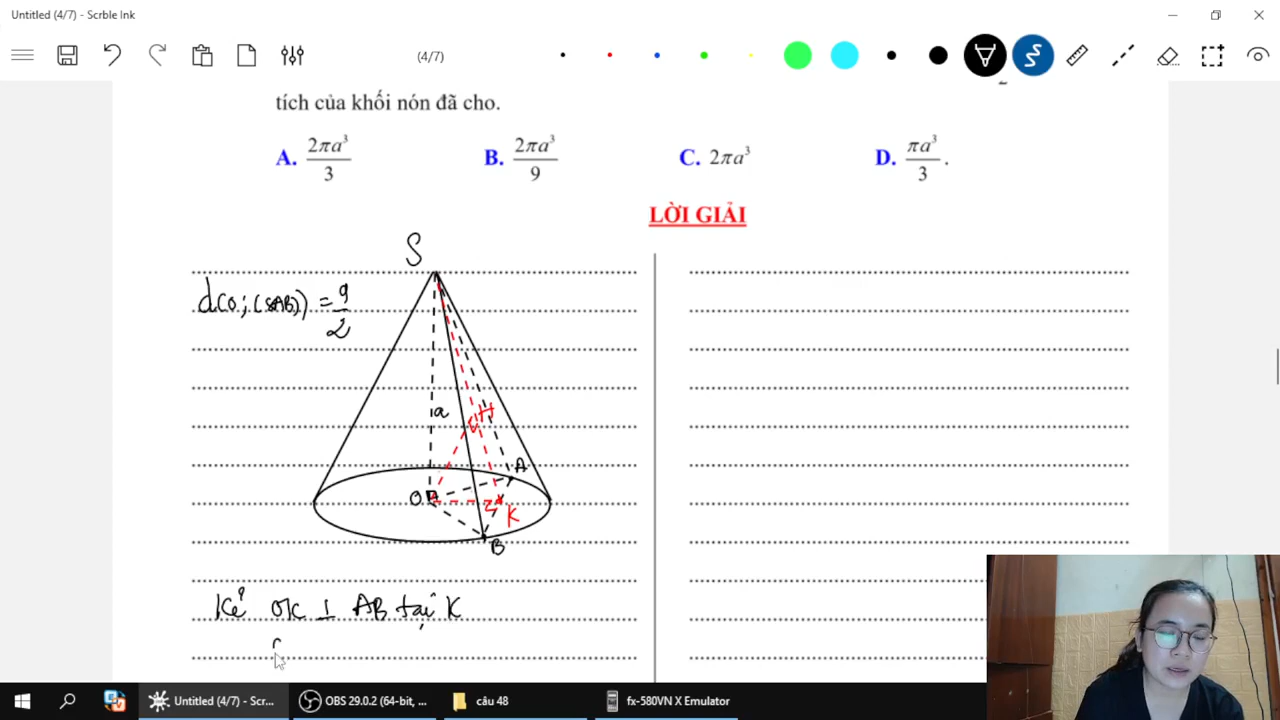 Untitled (4/7) - Scrble Ink
(4/7)
2
tích của khối nón đã cho.
A. 2πa³/3 B. 2πa³/9 C. 2πa³ D. πa³/3.
LỜI GIẢI
S
d(O;(SAB)) = a/2
a
H
A
O
K
B
Kẻ OK ⊥ AB tại K
Untitled (4/7) - Scr...
OBS 29.0.2 (64-bit, ...
câu 48
fx-580VN X Emulator